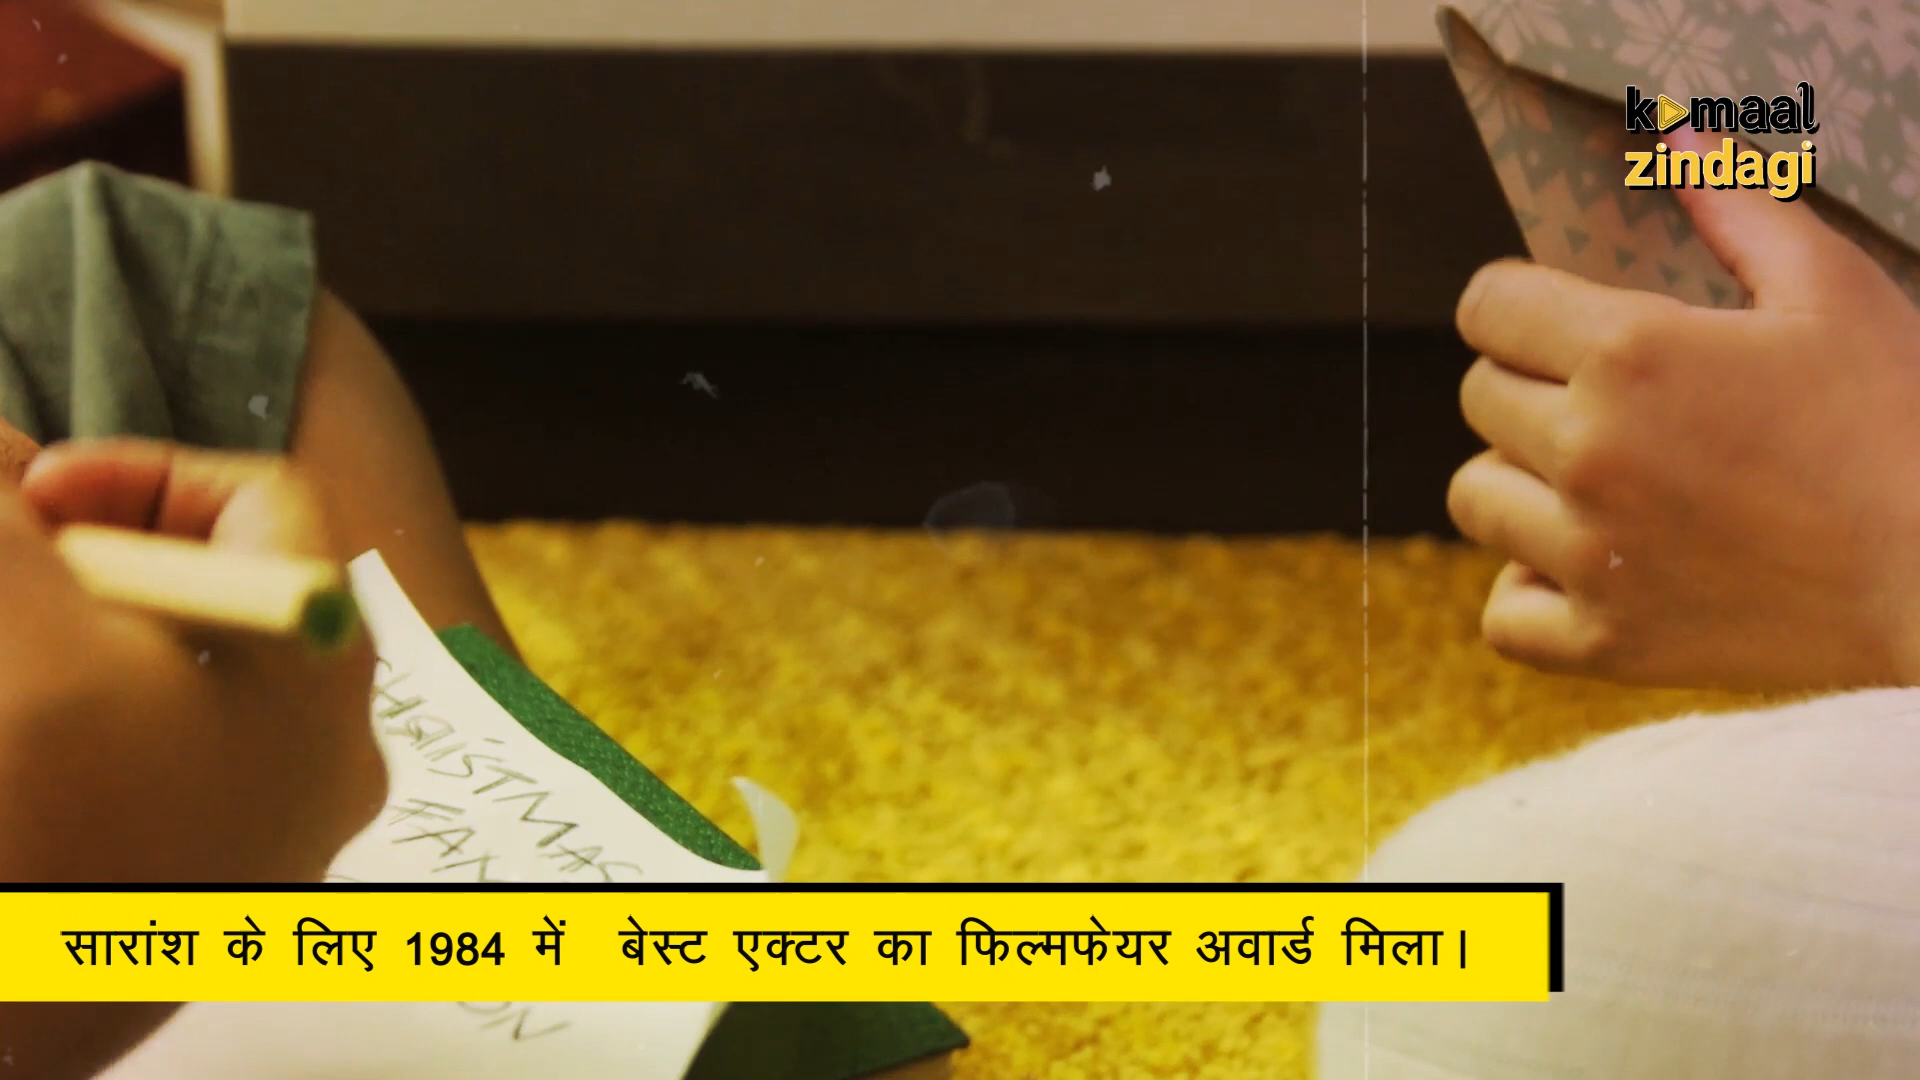 komaal
zindagi
CHRISTMAS
सारांश के लिए 1984 में बेस्ट एक्टर का फिल्मफेयर अवार्ड मिला।